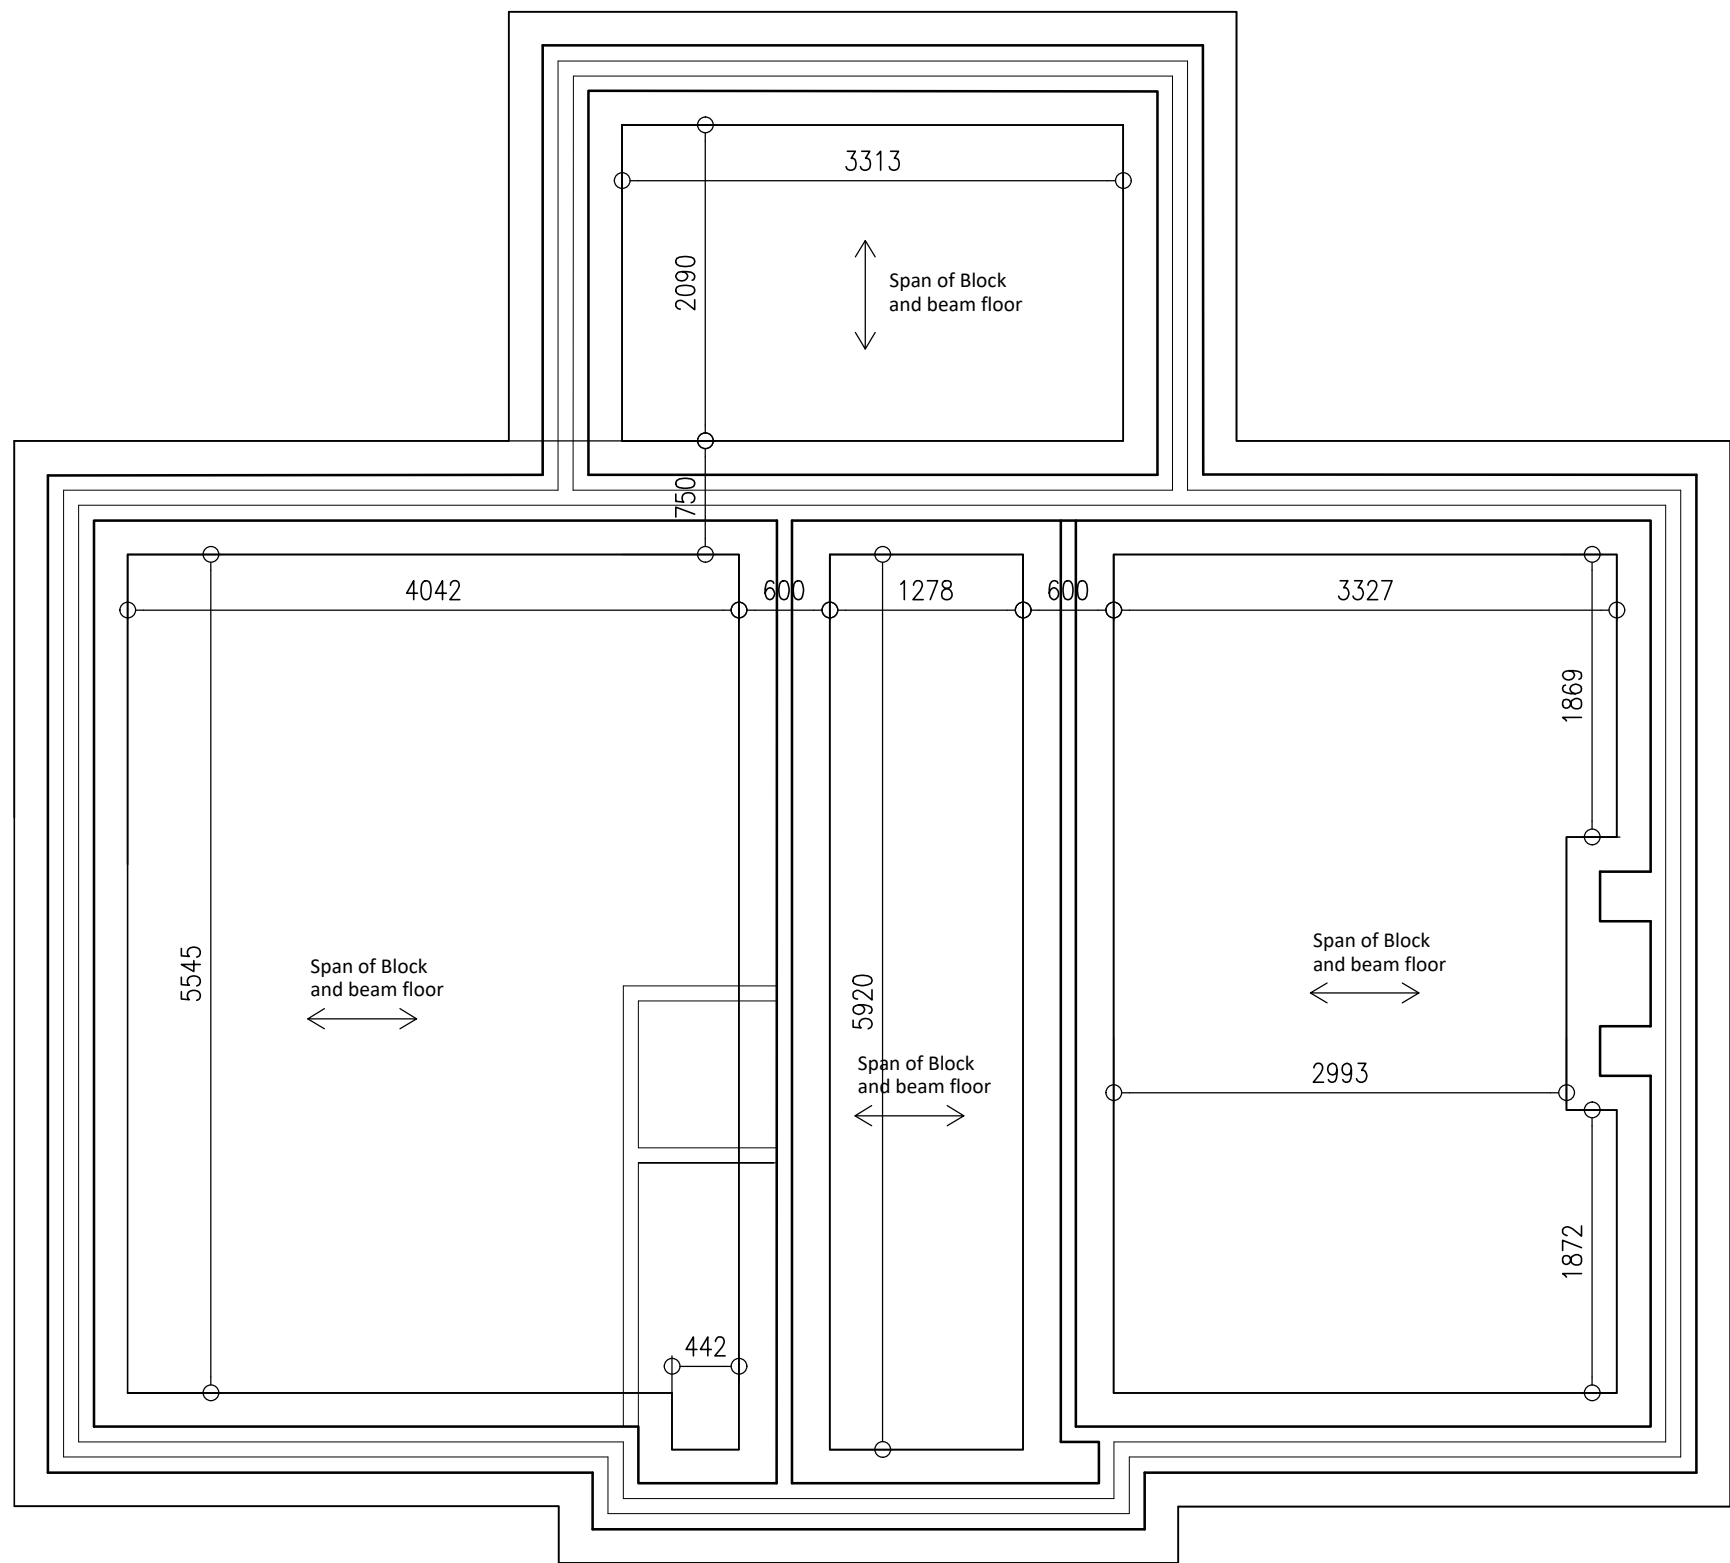 3313
2090
Span of Block
and beam floor
750
4042
600
1278
600
3327
1869
5545
Span of Block
and beam floor
5920
Span of Block
and beam floor
Span of Block
and beam floor
2993
1872
442